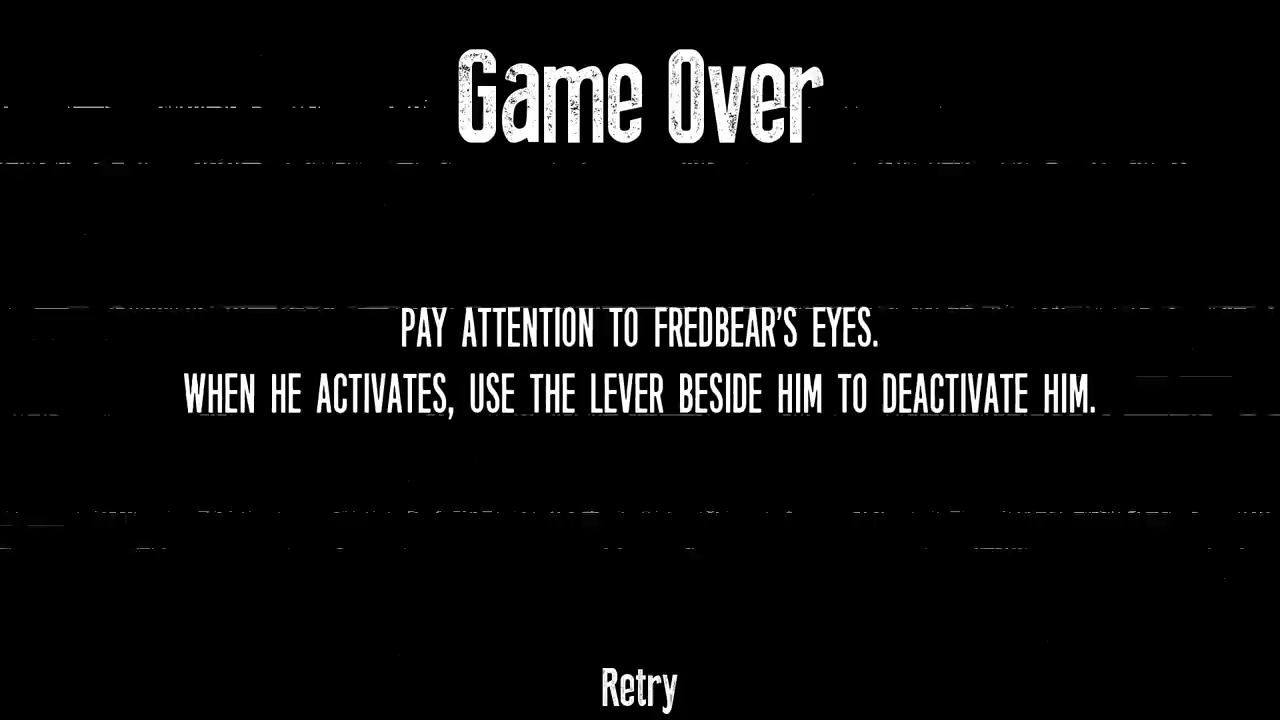 Game Over
PAY ATTENTION TO FREDBEAR'S EYES.
WHEN HE ACTIVATES, USE THE LEVER BESIDE HIM TO DEACTIVATE HIM.
Retry